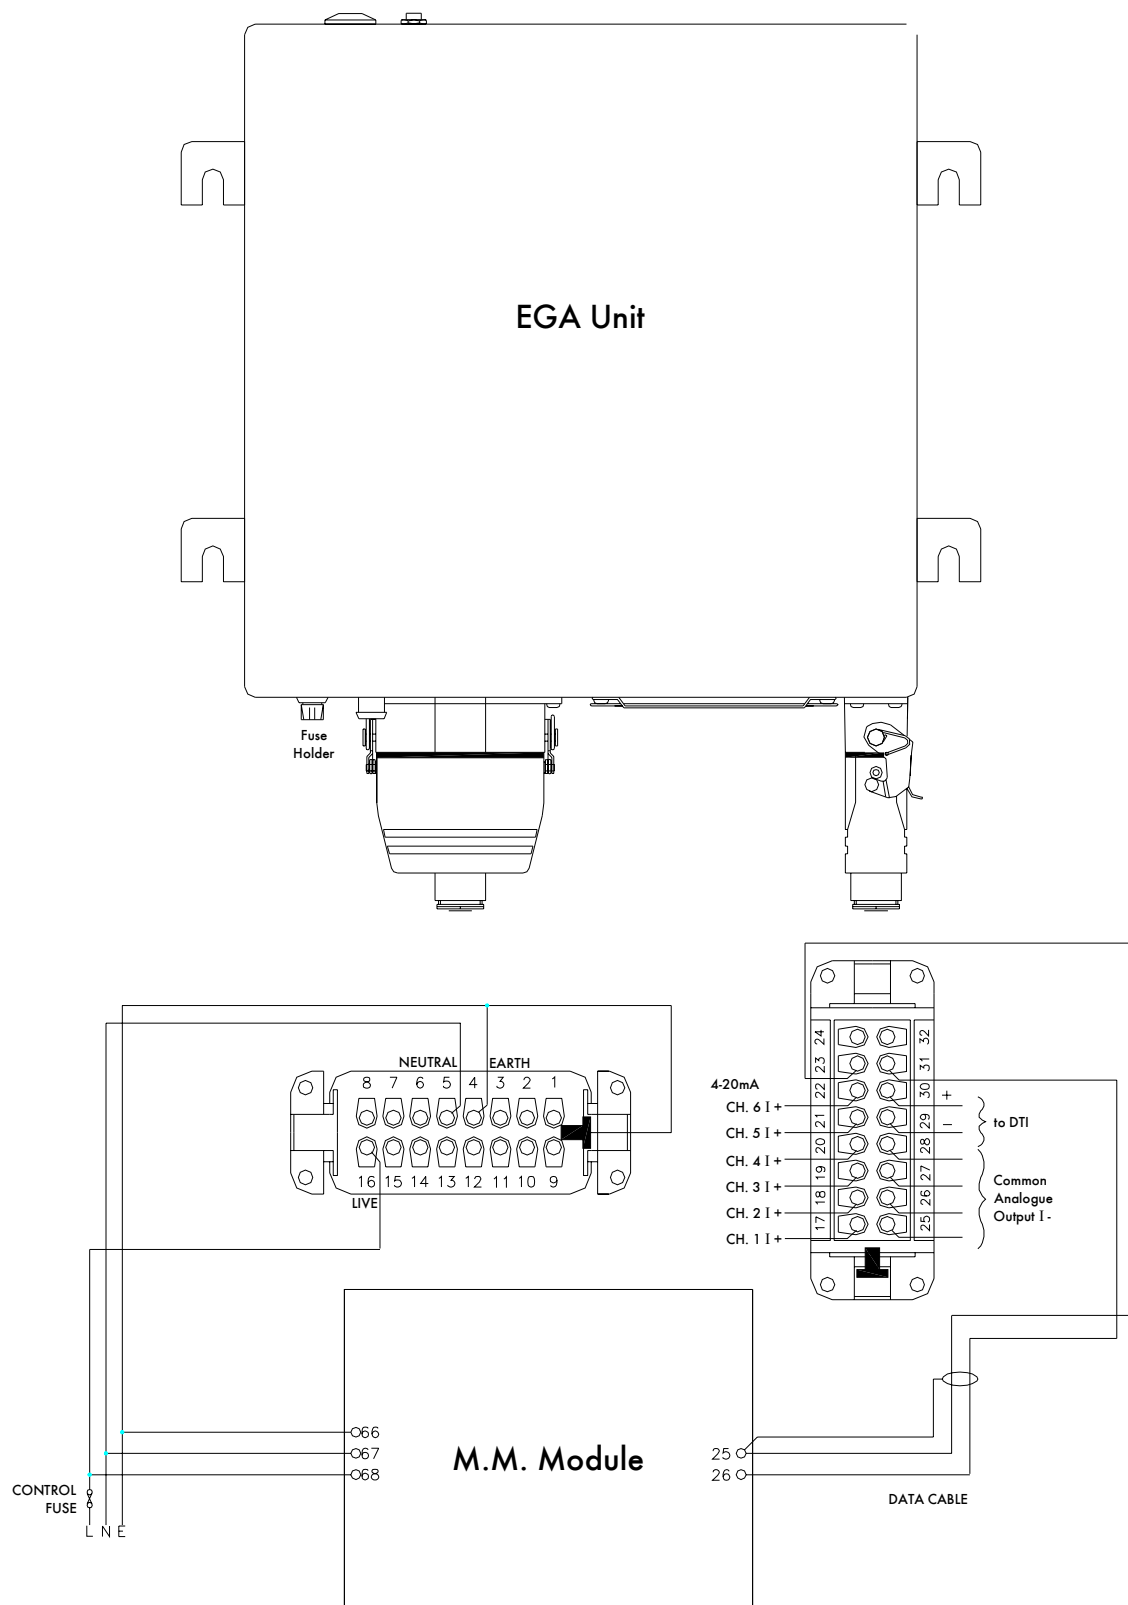 EGA Unit
Fuse
Holder
NEUTRAL EARTH
8 7 6 5 4 3 2 1
16 15 14 13 12 11 10 9
LIVE
24 32
23 31
22 30
21 29
20 28
19 27
18 26
17 25
4-20mA
CH. 6 I +
CH. 5 I +
CH. 4 I +
CH. 3 I +
CH. 2 I +
CH. 1 I +
+
–
to DTI
Common
Analogue
Output I -
M.M. Module
66
67
68
25
26
CONTROL
FUSE
L N E
DATA CABLE